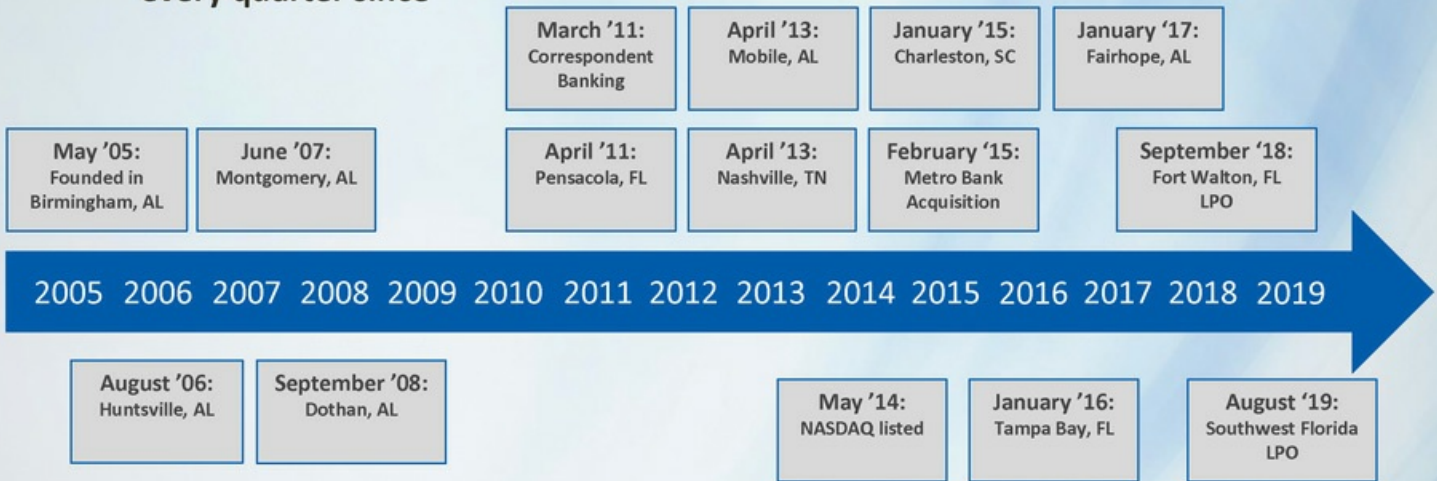 every quarter since
March ’11:
Correspondent
Banking
April ’13:
Mobile, AL
January ’15:
Charleston, SC
January ‘17:
Fairhope, AL
May ’05:
Founded in
Birmingham, AL
June ’07:
Montgomery, AL
April ’11:
Pensacola, FL
April ’13:
Nashville, TN
February ‘15:
Metro Bank
Acquisition
September ‘18:
Fort Walton, FL
LPO
2005 2006 2007 2008 2009 2010 2011 2012 2013 2014 2015 2016 2017 2018 2019
August ’06:
Huntsville, AL
September ’08:
Dothan, AL
May ’14:
NASDAQ listed
January ’16:
Tampa Bay, FL
August ‘19:
Southwest Florida
LPO